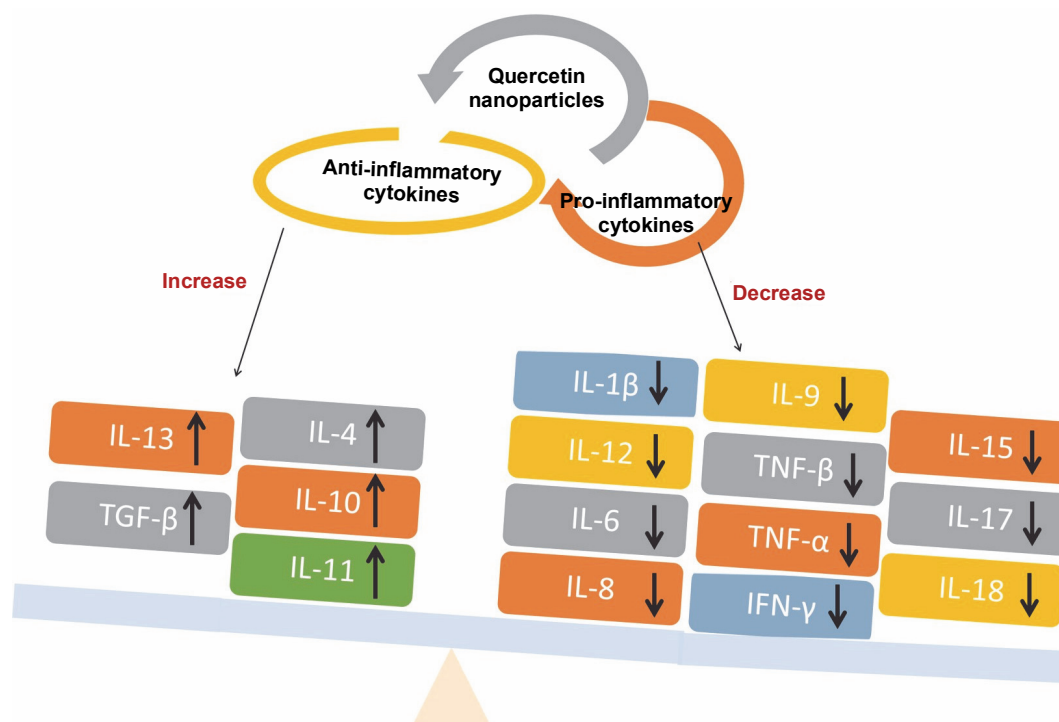 Quercetin
nanoparticles
Anti-inflammatory
cytokines
Pro-inflammatory
cytokines
Increase
Decrease
IL-13
TGF-β
IL-4
IL-10
IL-11
IL-1β
IL-12
IL-6
IL-8
IL-9
TNF-β
TNF-α
IFN-γ
IL-15
IL-17
IL-18